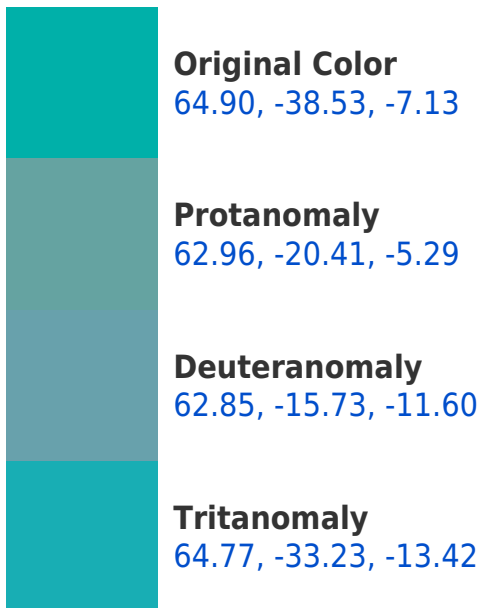 Original Color
64.90, -38.53, -7.13
Protanomaly
62.96, -20.41, -5.29
Deuteranomaly
62.85, -15.73, -11.60
Tritanomaly
64.77, -33.23, -13.42